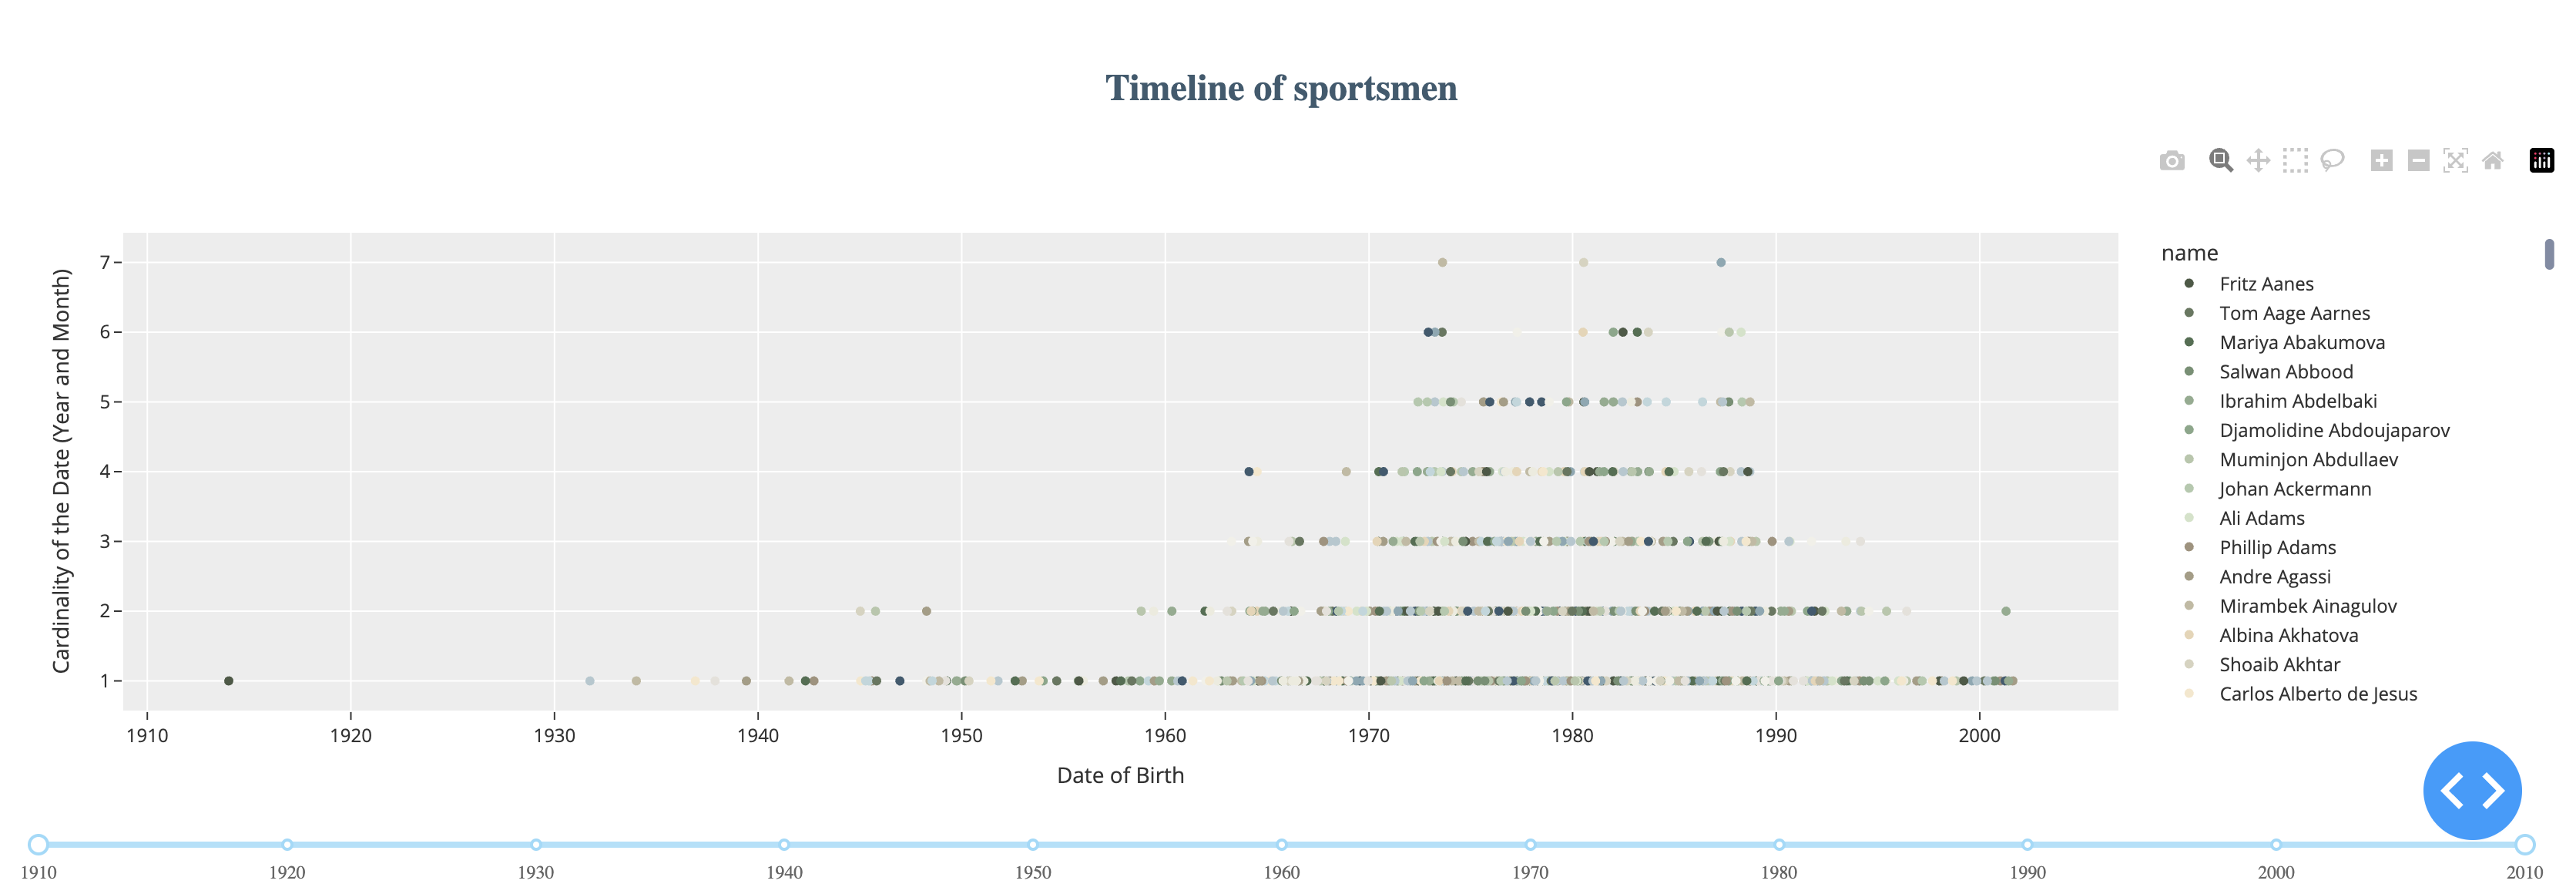 Timeline of sportsmen
Cardinality of the Date (Year and Month)
7
6
5
4
3
2
1
1910 1920 1930 1940 1950 1960 1970 1980 1990 2000
Date of Birth
name
Fritz Aanes
Tom Aage Aarnes
Mariya Abakumova
Salwan Abbood
Ibrahim Abdelbaki
Djamolidine Abdoujaparov
Muminjon Abdullaev
Johan Ackermann
Ali Adams
Phillip Adams
Andre Agassi
Mirambek Ainagulov
Albina Akhatova
Shoaib Akhtar
Carlos Alberto de Jesus
1910 1920 1930 1940 1950 1960 1970 1980 1990 2000 2010